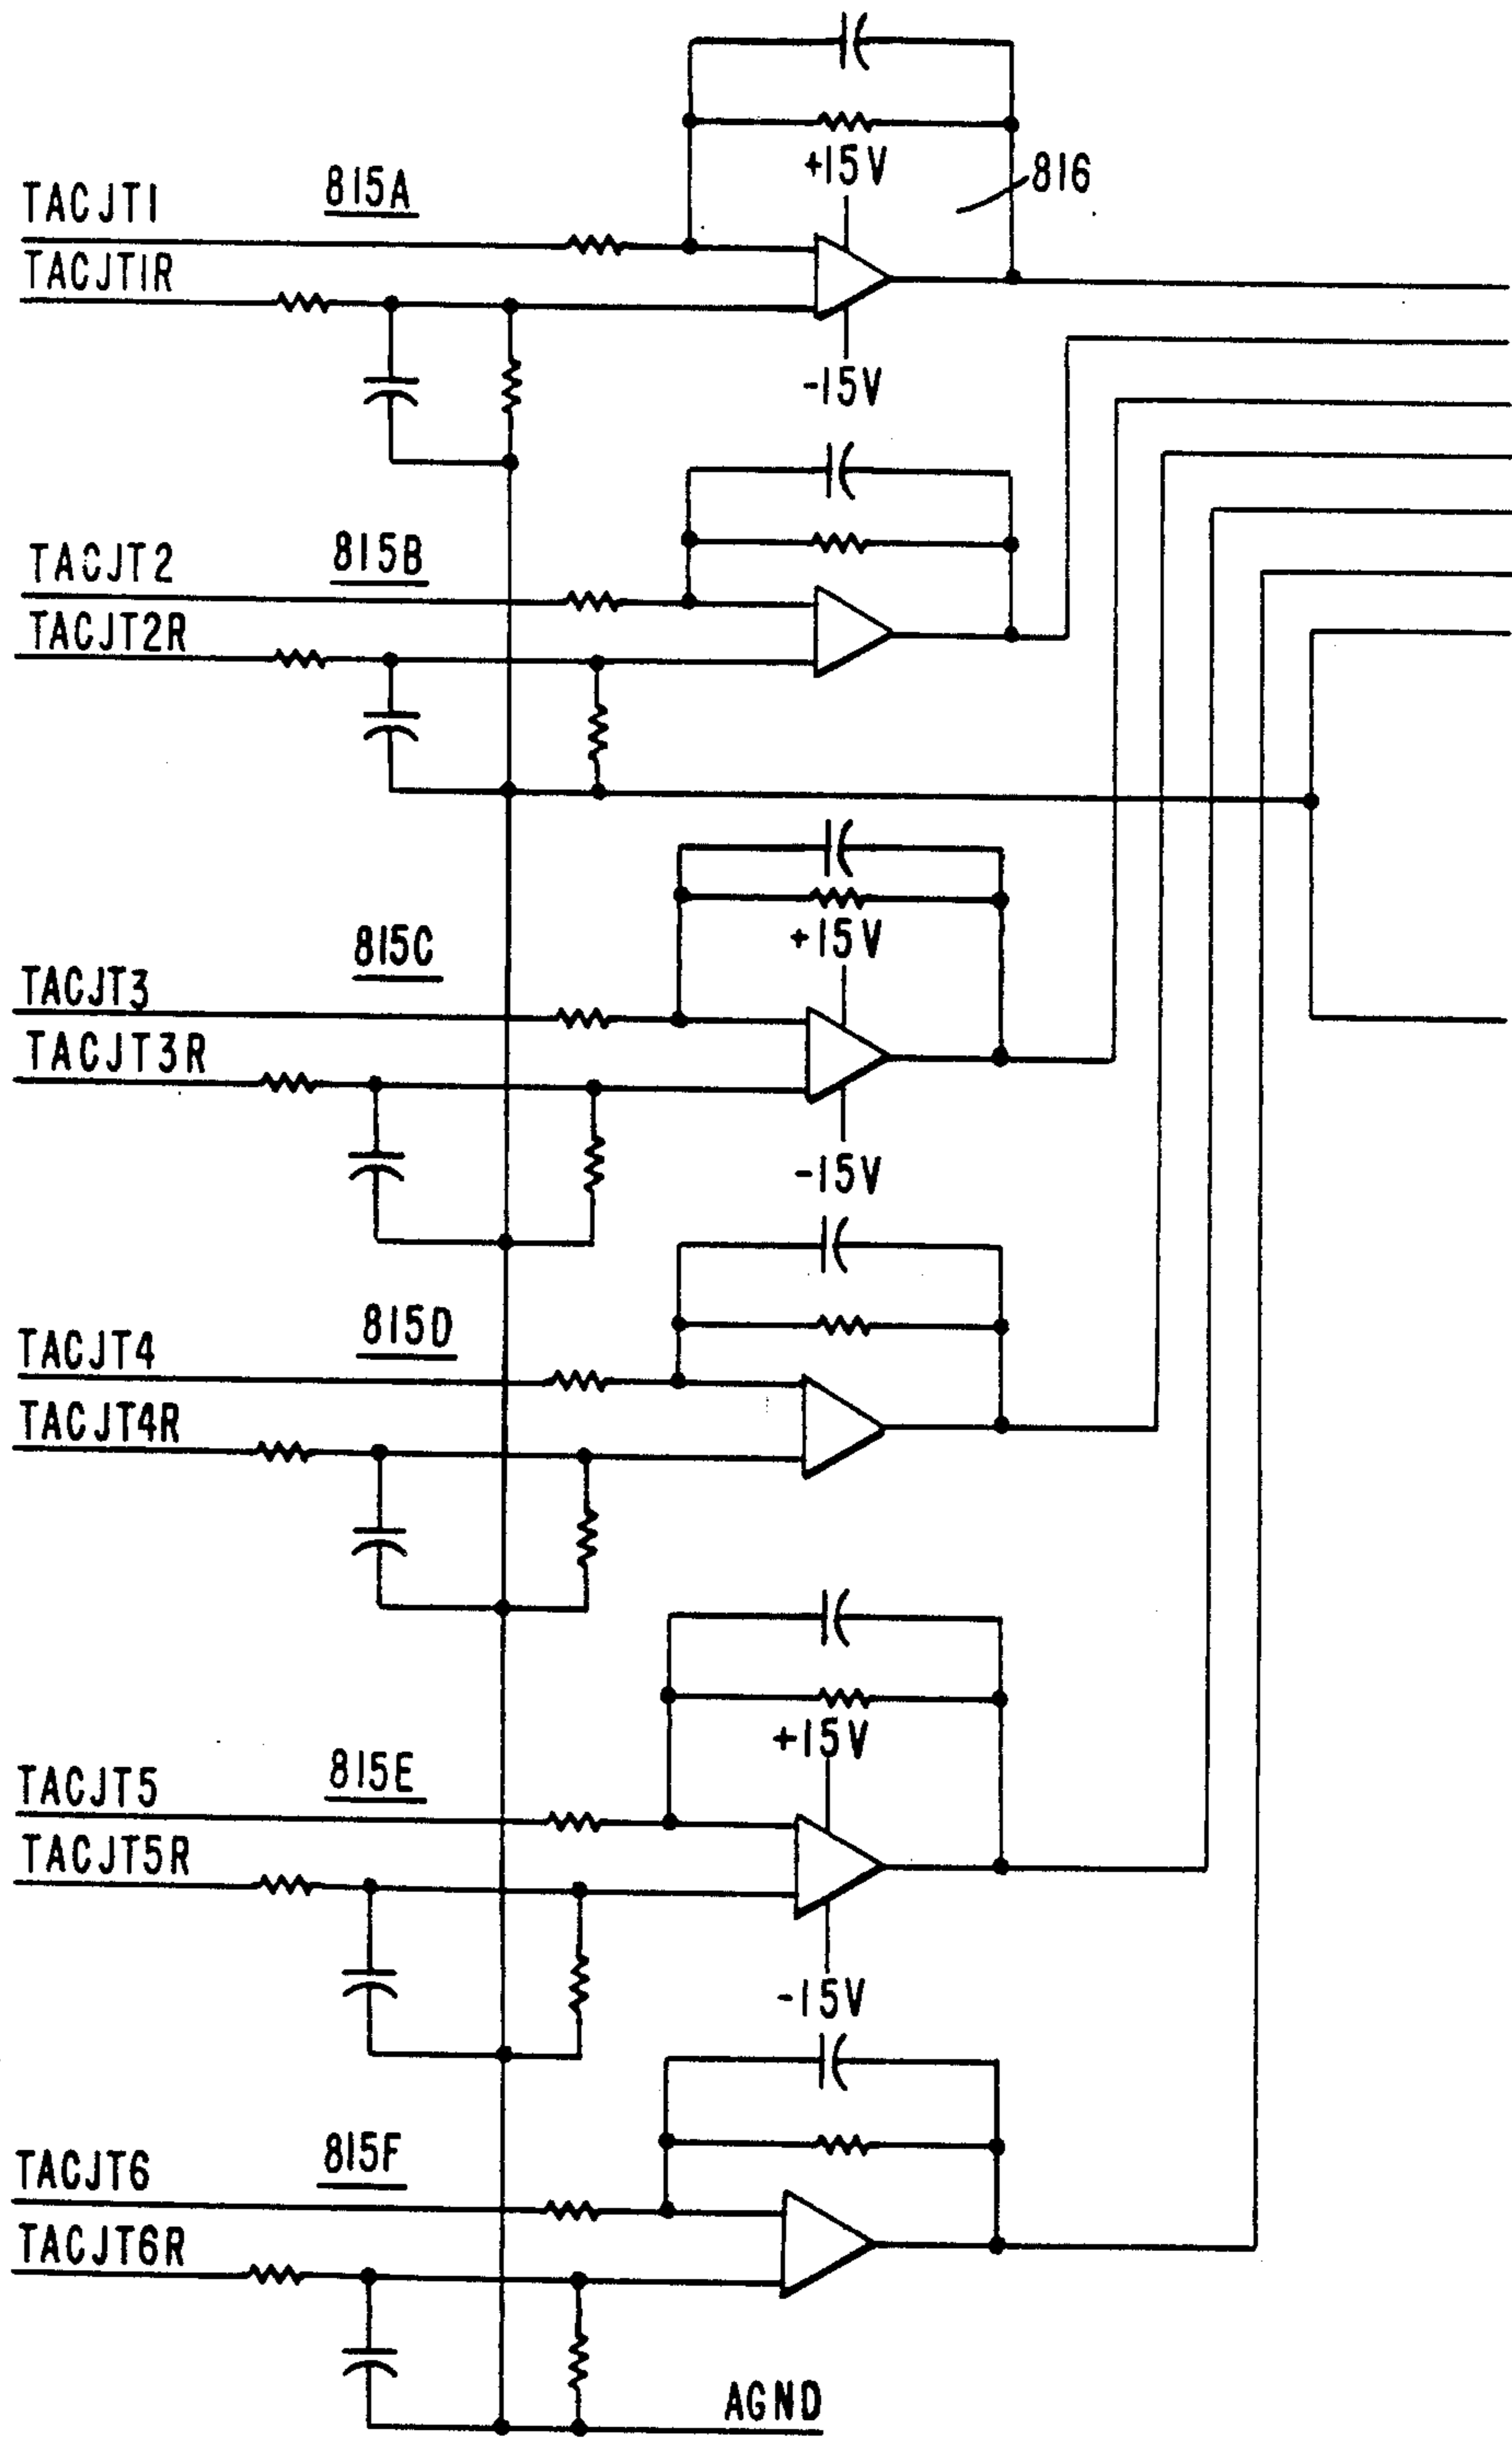 +15V
816
815A
TACJT1
TACJT1R
-15V
815B
TACJT2
TACJT2R
815C
+15V
TACJT3
TACJT3R
-15V
815D
TACJT4
TACJT4R
+15V
815E
TACJT5
TACJT5R
-15V
815F
TACJT6
TACJT6R
AGND